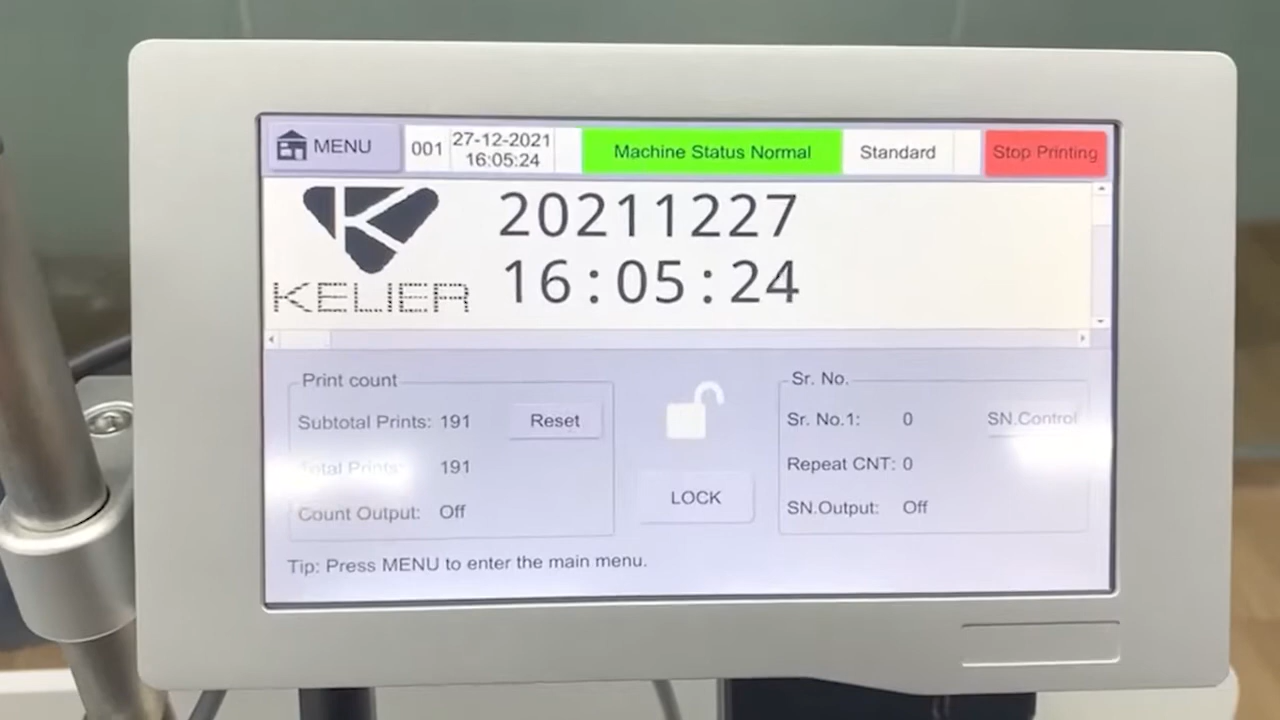 MENU
001
27-12-2021
16:05:24
Machine Status Normal
Standard
Stop Printing
KELIER
20211227
16:05:24
Print count
Subtotal Prints: 191
Reset
Total Prints: 191
Count Output: Off
LOCK
Sr. No.
Sr. No.1: 0
SN.Control
Repeat CNT: 0
SN.Output: Off
Tip: Press MENU to enter the main menu.